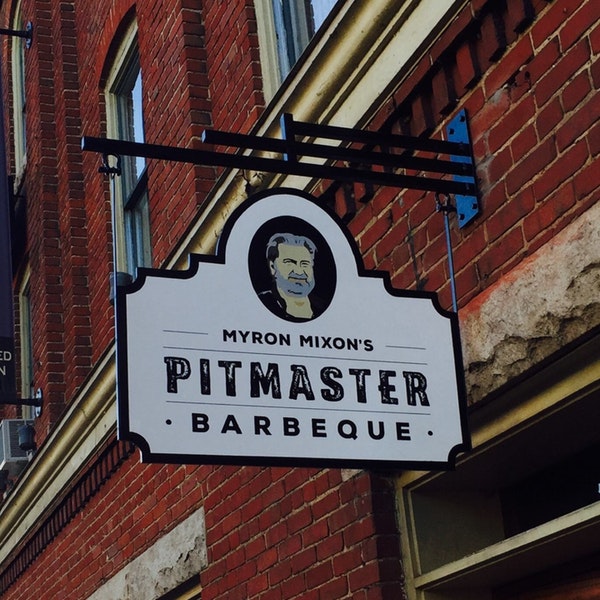 MYRON MIXON'S
PITMASTER
· BARBEQUE ·